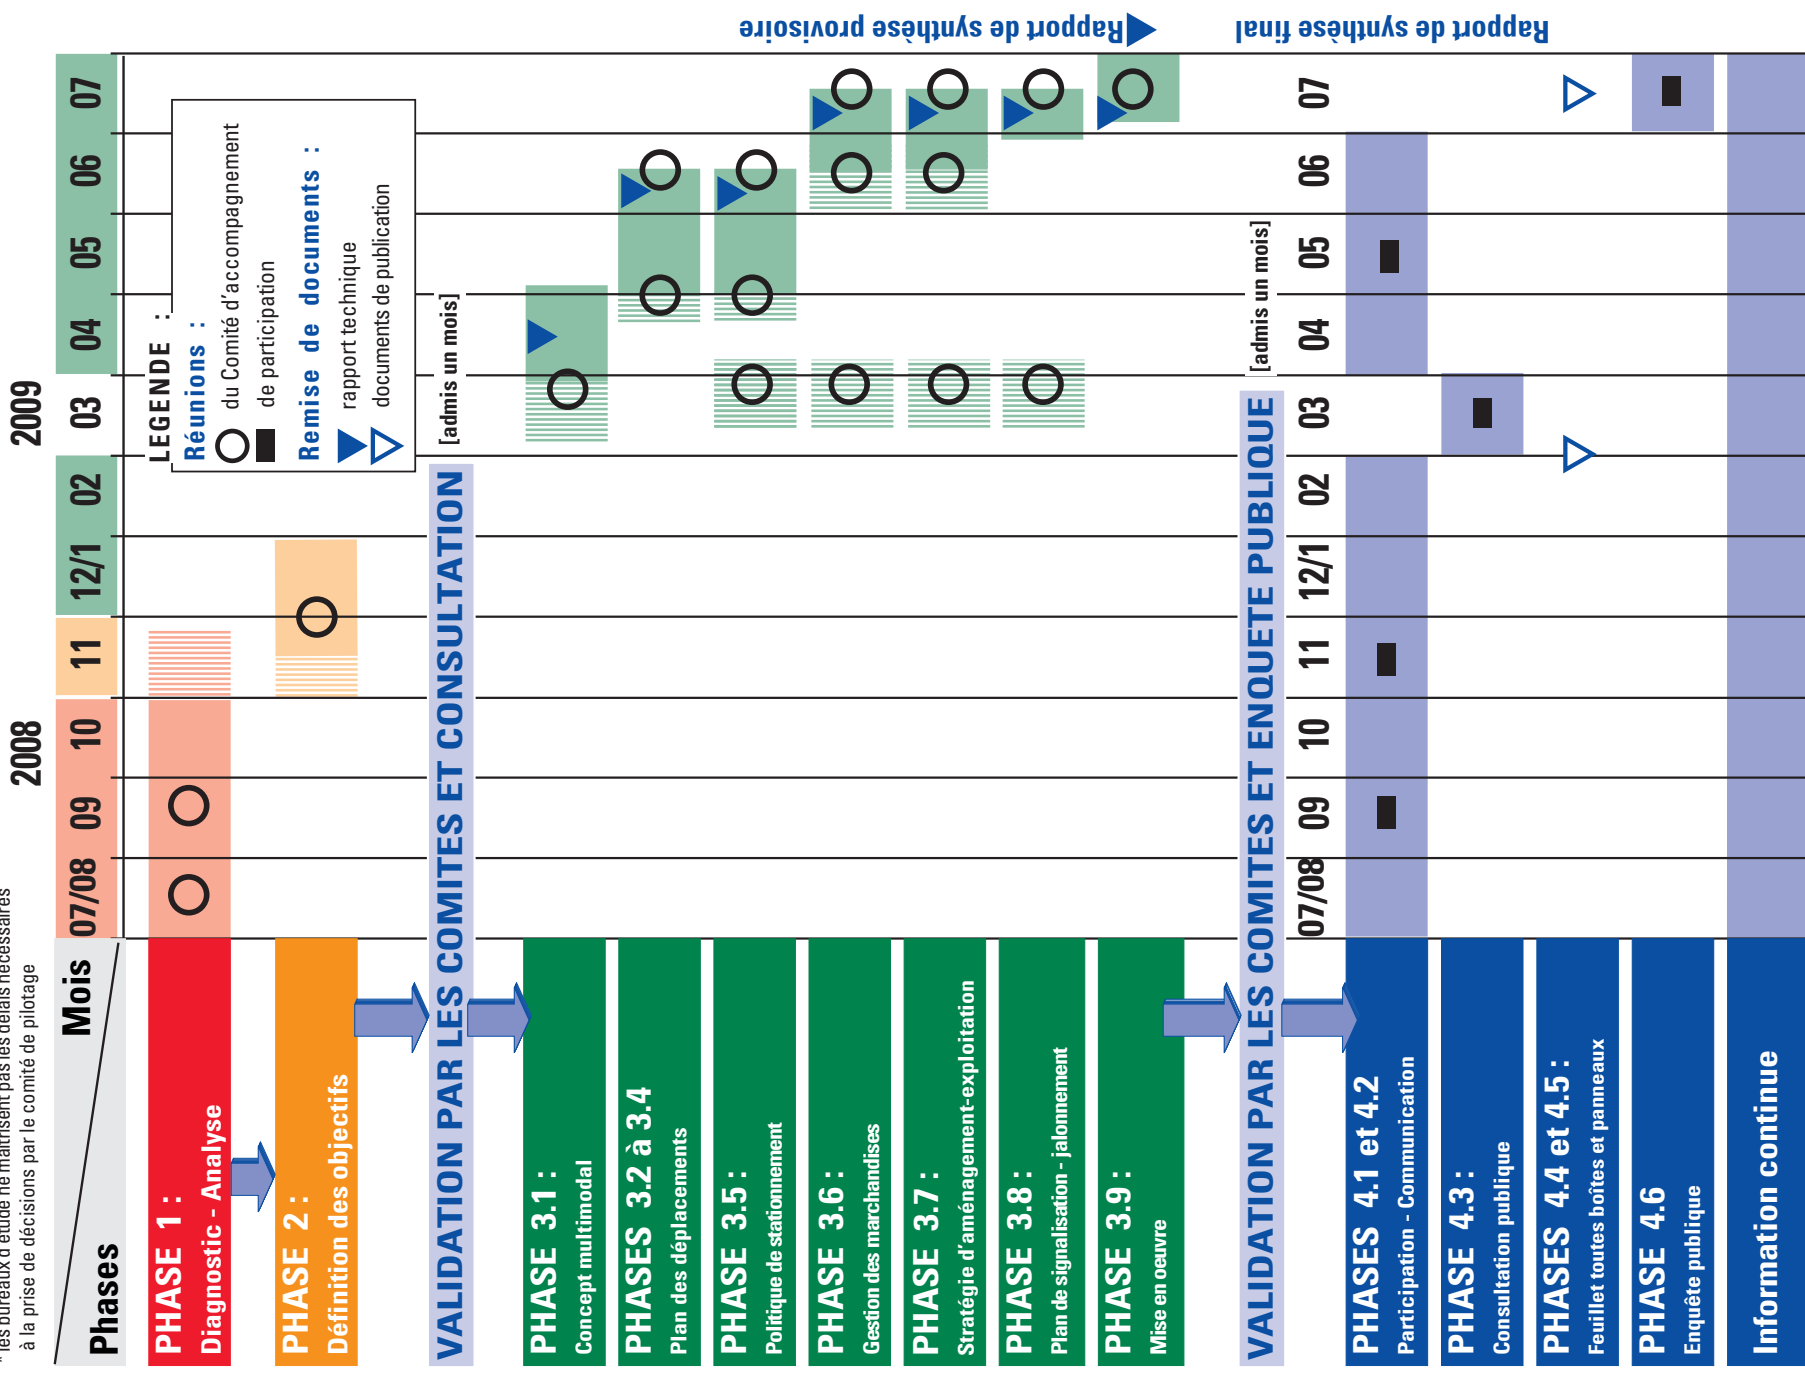 * les bureaux d'étude ne maîtrisent pas les délais nécessaires
à la prise de décisions par le comité de pilotage
2008 2009
Phases Mois 07/08 09 10 11 12/1 02 03 04 05 06 07
PHASE 1 :
Diagnostic - Analyse
LEGENDE :
Réunions :
du Comité d'accompagnement
de participation
Remise de documents :
rapport technique
documents de publication
PHASE 2 :
Définition des objectifs
VALIDATION PAR LES COMITES ET CONSULTATION [admis un mois]
PHASE 3.1 :
Concept multimodal
PHASES 3.2 à 3.4
Plan des déplacements
PHASE 3.5 :
Politique de stationnement
PHASE 3.6 :
Gestion des marchandises
PHASE 3.7 :
Stratégie d'aménagement-exploitation
PHASE 3.8 :
Plan de signalisation - jalonnement
PHASE 3.9 :
Mise en oeuvre
Rapport de synthèse provisoire
VALIDATION PAR LES COMITES ET ENQUETE PUBLIQUE [admis un mois]
07/08 09 10 11 12/1 02 03 04 05 06 07
Rapport de synthèse final
PHASES 4.1 et 4.2
Participation - Communication
PHASE 4.3 :
Consultation publique
PHASES 4.4 et 4.5 :
Feuillet toutes boîtes et panneaux
PHASE 4.6
Enquête publique
Information continue